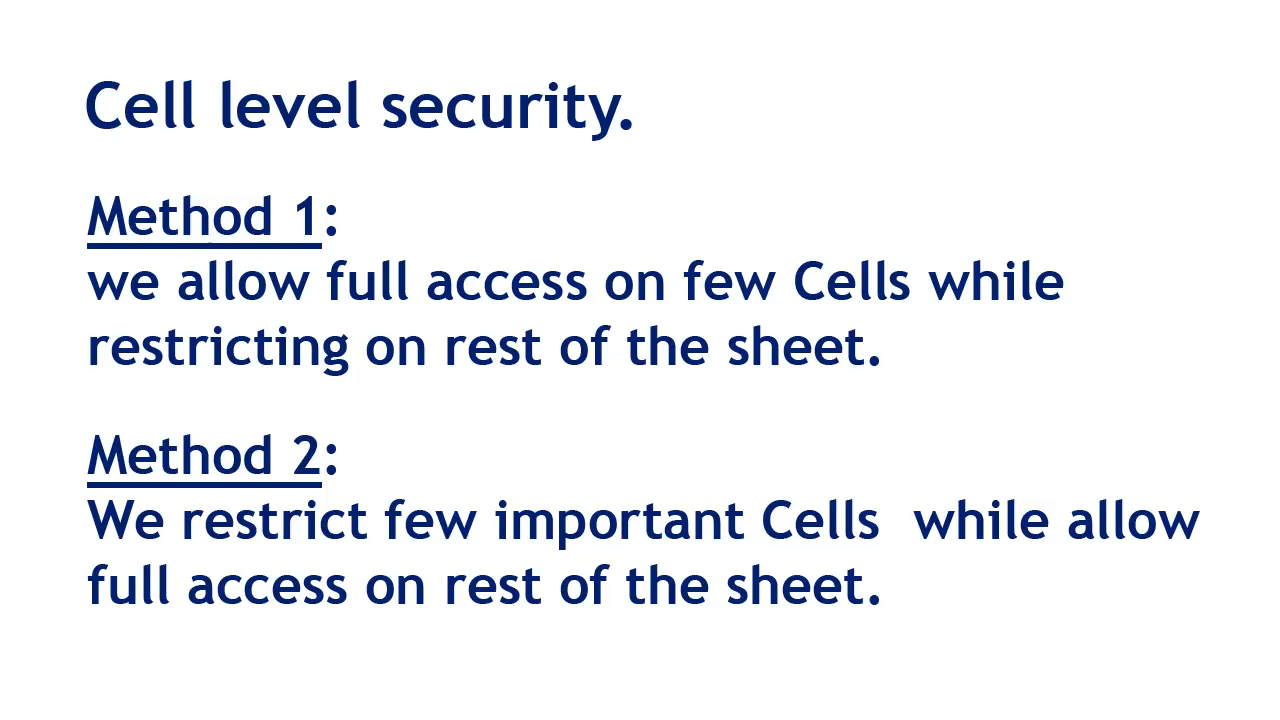 Cell level security.
Method 1:
we allow full access on few Cells while
restricting on rest of the sheet.
Method 2:
We restrict few important Cells  while allow
full access on rest of the sheet.